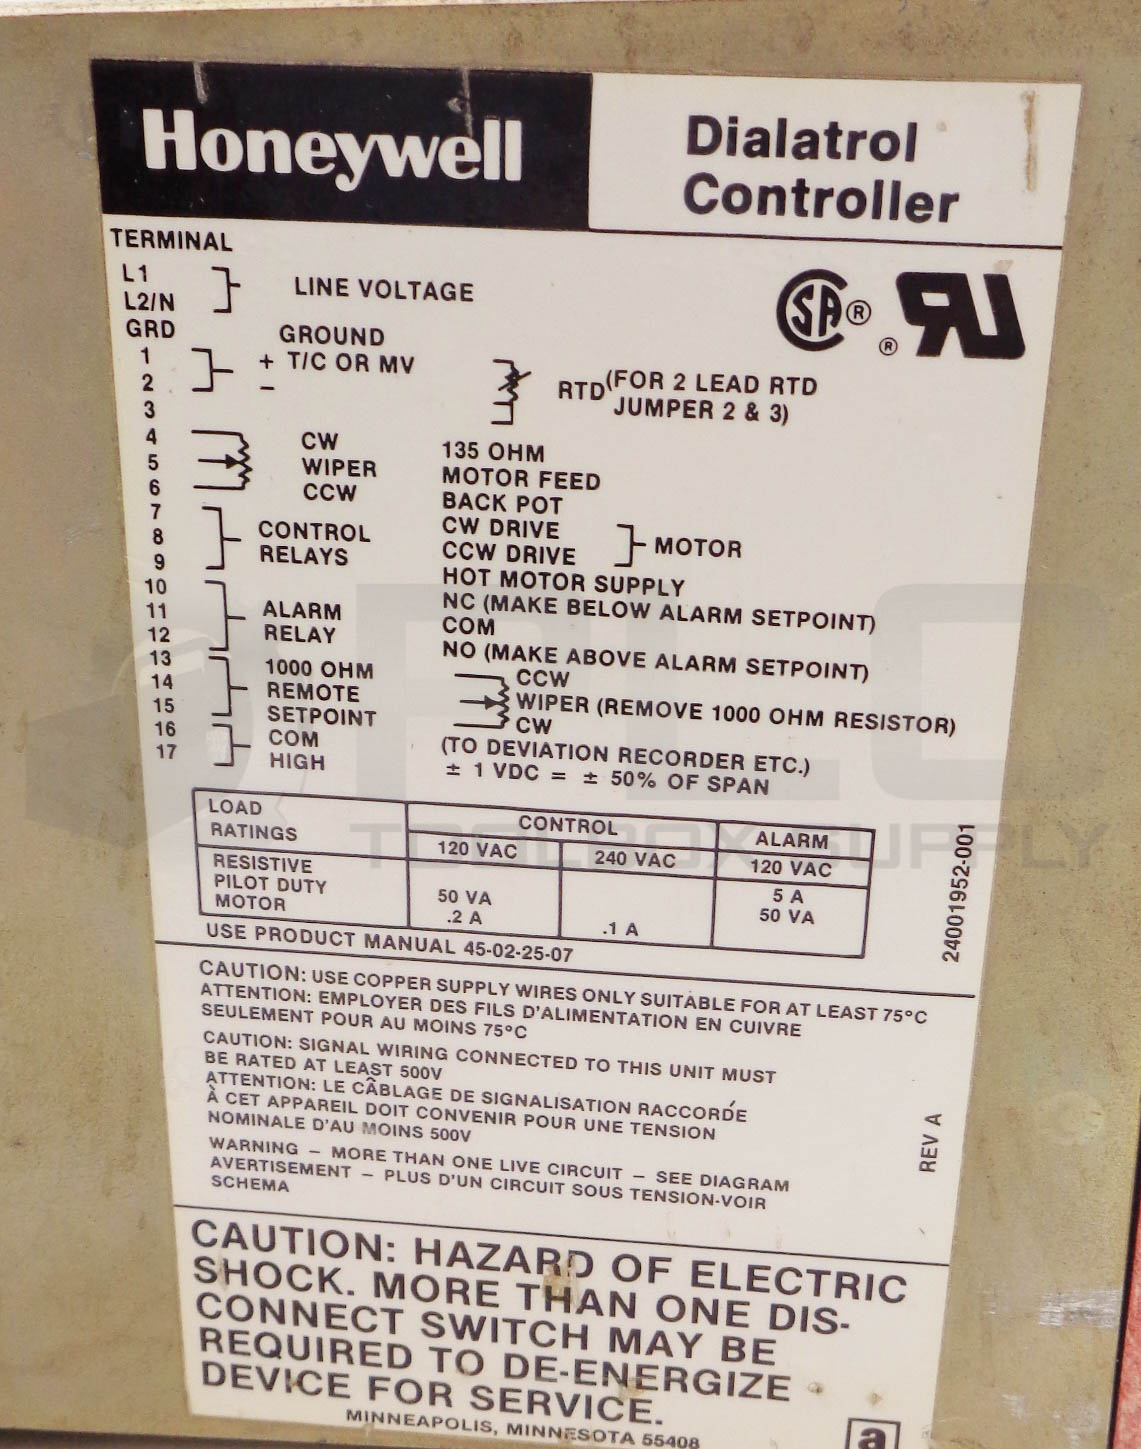 Honeywell
Dialatrol
Controller
TERMINAL
L1
L2/N LINE VOLTAGE
GRD GROUND
1 + T/C OR MV
2 −
3
RTD (FOR 2 LEAD RTD
JUMPER 2 & 3)
4 CW 135 OHM
5 WIPER MOTOR FEED
6 CCW BACK POT
7 CONTROL CW DRIVE
8 RELAYS CCW DRIVE MOTOR
9 HOT MOTOR SUPPLY
10 ALARM NC (MAKE BELOW ALARM SETPOINT)
11 RELAY COM
12 NO (MAKE ABOVE ALARM SETPOINT)
13 1000 OHM CCW
14 REMOTE WIPER (REMOVE 1000 OHM RESISTOR)
15 SETPOINT CW
16 COM (TO DEVIATION RECORDER ETC.)
17 HIGH ± 1 VDC = ± 50% OF SPAN
SA ®
® RU
LOAD
RATINGS CONTROL ALARM
120 VAC 240 VAC 120 VAC
RESISTIVE 5 A
PILOT DUTY 50 VA 50 VA
MOTOR .2 A .1 A
USE PRODUCT MANUAL 45-02-25-07
24001952-001
CAUTION: USE COPPER SUPPLY WIRES ONLY SUITABLE FOR AT LEAST 75°C
ATTENTION: EMPLOYER DES FILS D'ALIMENTATION EN CUIVRE
SEULEMENT POUR AU MOINS 75°C
CAUTION: SIGNAL WIRING CONNECTED TO THIS UNIT MUST
BE RATED AT LEAST 500V
ATTENTION: LE CÂBLAGE DE SIGNALISATION RACCORDÉ
À CET APPAREIL DOIT CONVENIR POUR UNE TENSION
NOMINALE D'AU MOINS 500V
WARNING – MORE THAN ONE LIVE CIRCUIT – SEE DIAGRAM
AVERTISEMENT – PLUS D'UN CIRCUIT SOUS TENSION-VOIR
SCHEMA
REV A
CAUTION: HAZARD OF ELECTRIC
SHOCK. MORE THAN ONE DIS-
CONNECT SWITCH MAY BE
REQUIRED TO DE-ENERGIZE
DEVICE FOR SERVICE.
MINNEAPOLIS, MINNESOTA 55408
a
PLC
TOOLBOX SUPPLY